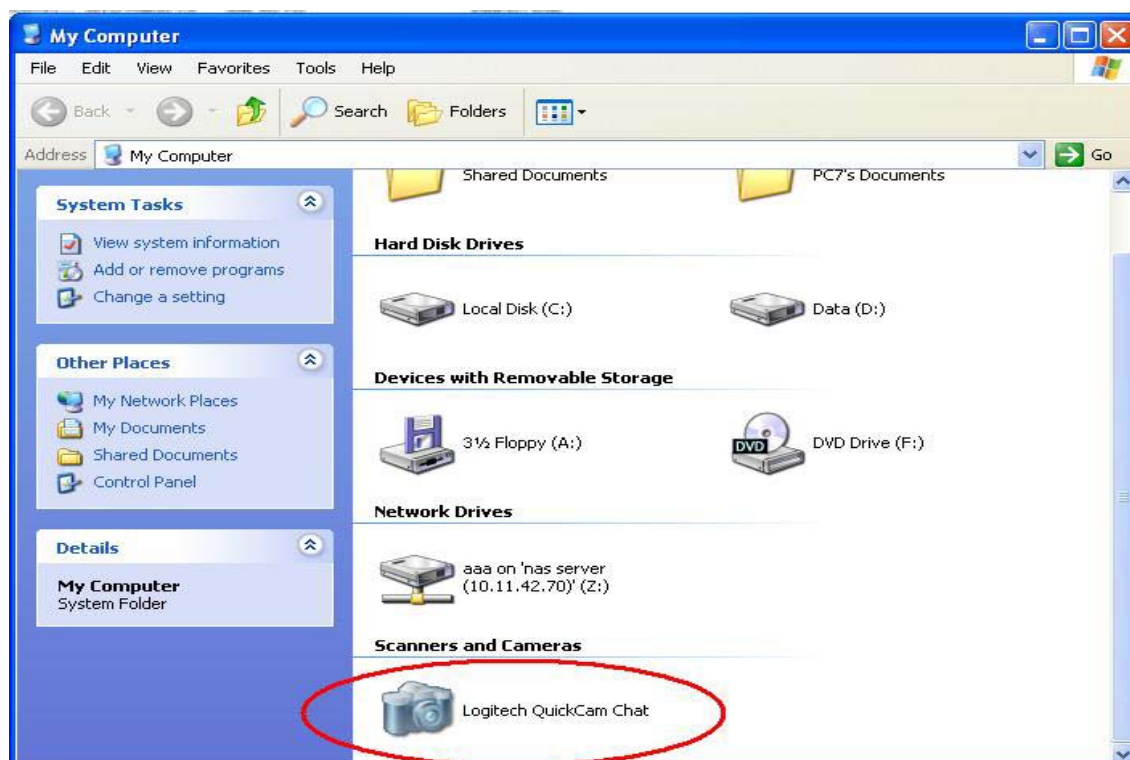 My Computer
File Edit View Favorites Tools Help
Back Search Folders
Address My Computer Go
System Tasks
View system information
Add or remove programs
Change a setting
Other Places
My Network Places
My Documents
Shared Documents
Control Panel
Details
My Computer
System Folder
Shared Documents PC7's Documents
Hard Disk Drives
Local Disk (C:) Data (D:)
Devices with Removable Storage
3½ Floppy (A:) DVD DVD Drive (F:)
Network Drives
aaa on 'nas server
(10.11.42.70)' (Z:)
Scanners and Cameras
Logitech QuickCam Chat